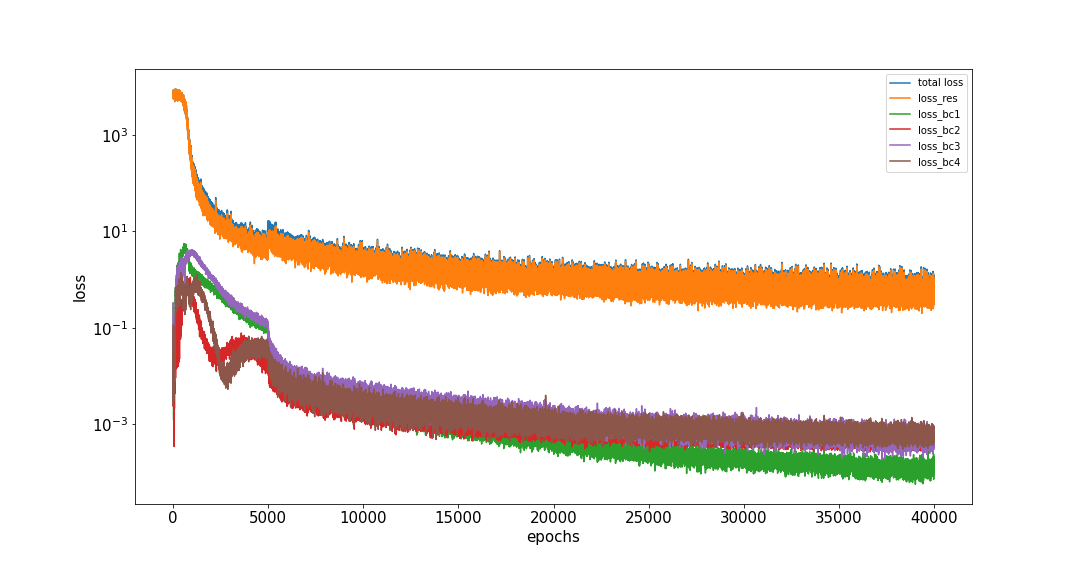 total loss
loss_res
loss_bc1
loss_bc2
loss_bc3
loss_bc4
10³
10¹
10⁻¹
10⁻³
loss
0 5000 10000 15000 20000 25000 30000 35000 40000
epochs